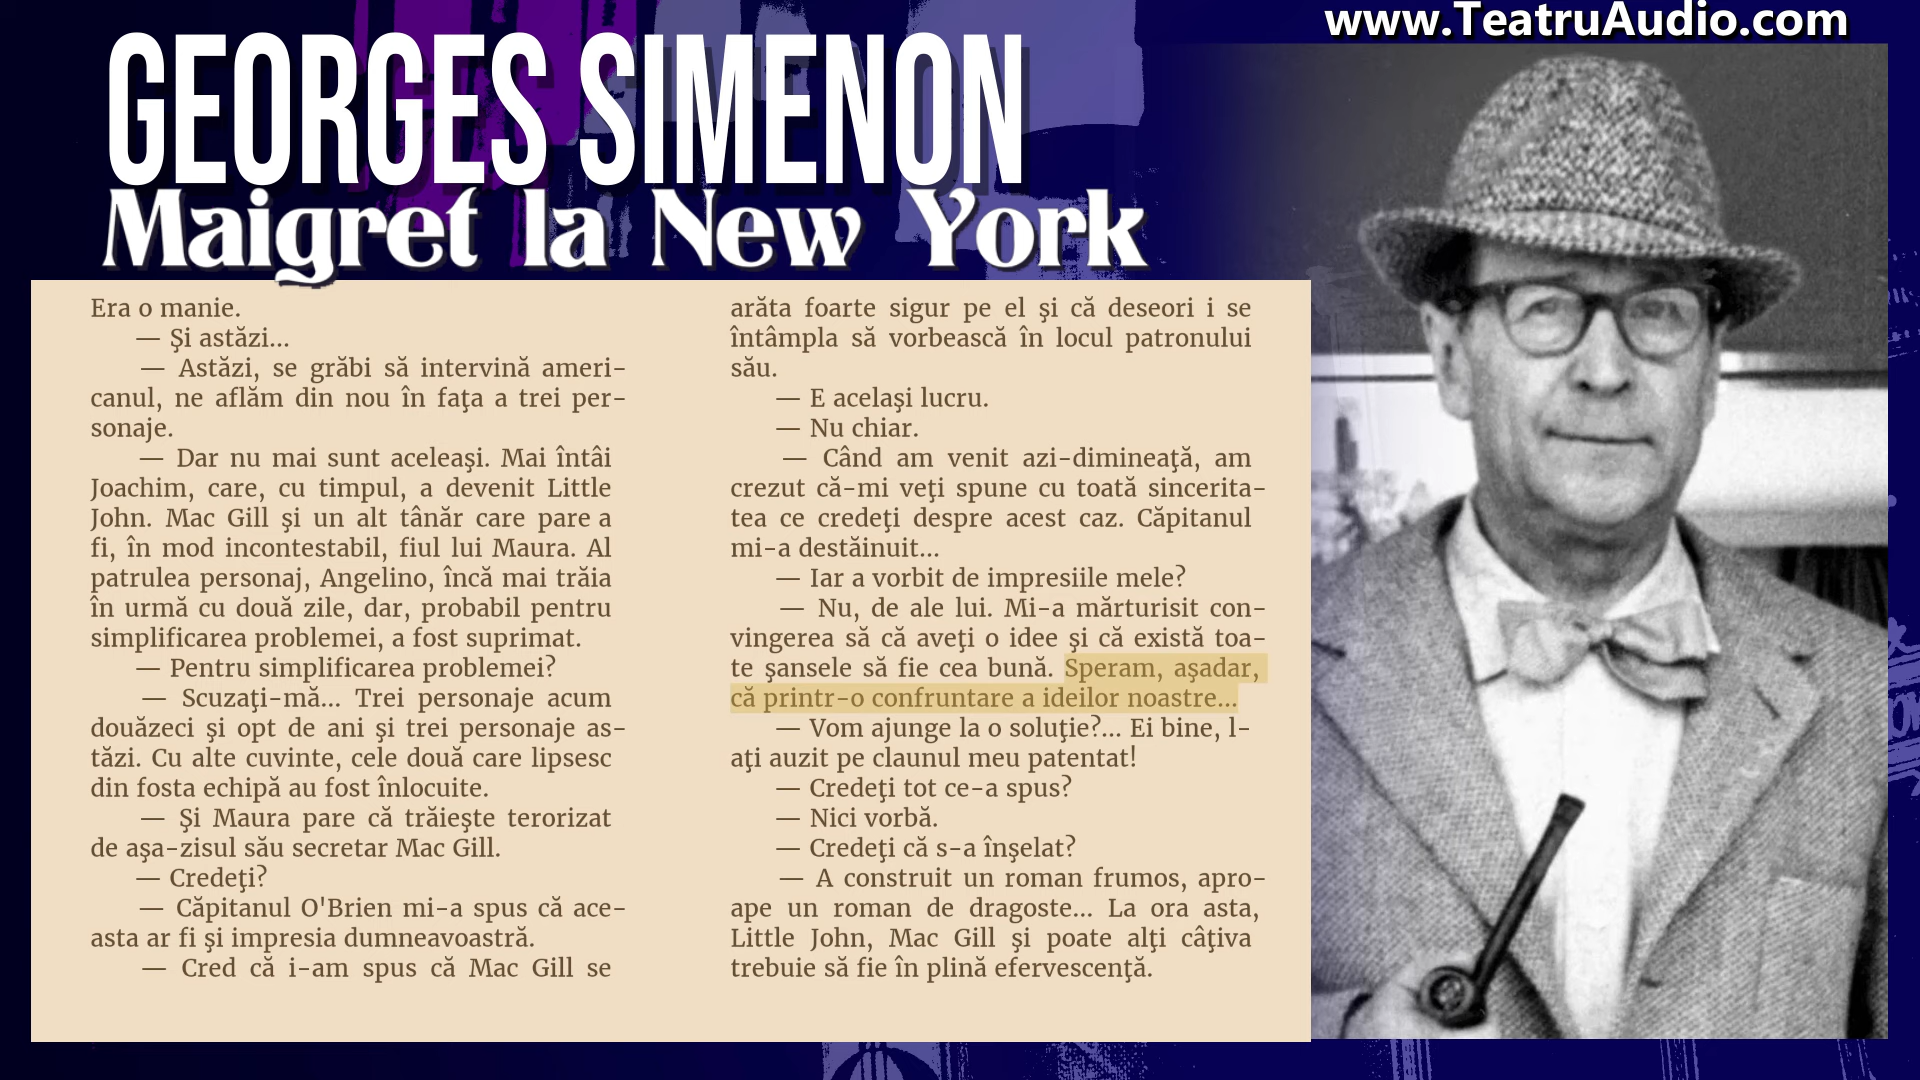 www.TeatruAudio.com
GEORGES SIMENON
Maigret la New York
Era o manie.
— Şi astăzi...
— Astăzi, se grăbi să intervină ameri-
canul, ne aflăm din nou în faţa a trei per-
sonaje.
— Dar nu mai sunt aceleaşi. Mai întâi
Joachim, care, cu timpul, a devenit Little
John. Mac Gill şi un alt tânăr care pare a
fi, în mod incontestabil, fiul lui Maura. Al
patrulea personaj, Angelino, încă mai trăia
în urmă cu două zile, dar, probabil pentru
simplificarea problemei, a fost suprimat.
— Pentru simplificarea problemei?
— Scuzaţi-mă... Trei personaje acum
douăzeci şi opt de ani şi trei personaje as-
tăzi. Cu alte cuvinte, cele două care lipsesc
din fosta echipă au fost înlocuite.
— Şi Maura pare că trăieşte terorizat
de aşa-zisul său secretar Mac Gill.
— Credeţi?
— Căpitanul O'Brien mi-a spus că ace-
asta ar fi şi impresia dumneavoastră.
— Cred că i-am spus că Mac Gill se
arăta foarte sigur pe el şi că deseori i se
întâmpla să vorbească în locul patronului
său.
— E acelaşi lucru.
— Nu chiar.
— Când am venit azi-dimineaţă, am
crezut că-mi veţi spune cu toată sincerita-
tea ce credeţi despre acest caz. Căpitanul
mi-a destăinuit...
— Iar a vorbit de impresiile mele?
— Nu, de ale lui. Mi-a mărturisit con-
vingerea să că aveţi o idee şi că există toa-
te şansele să fie cea bună. Speram, aşadar,
că printr-o confruntare a ideilor noastre...
— Vom ajunge la o soluţie?... Ei bine, l-
aţi auzit pe claunul meu patentat!
— Credeţi tot ce-a spus?
— Nici vorbă.
— Credeţi că s-a înşelat?
— A construit un roman frumos, apro-
ape un roman de dragoste... La ora asta,
Little John, Mac Gill şi poate alţi câţiva
trebuie să fie în plină efervescenţă.